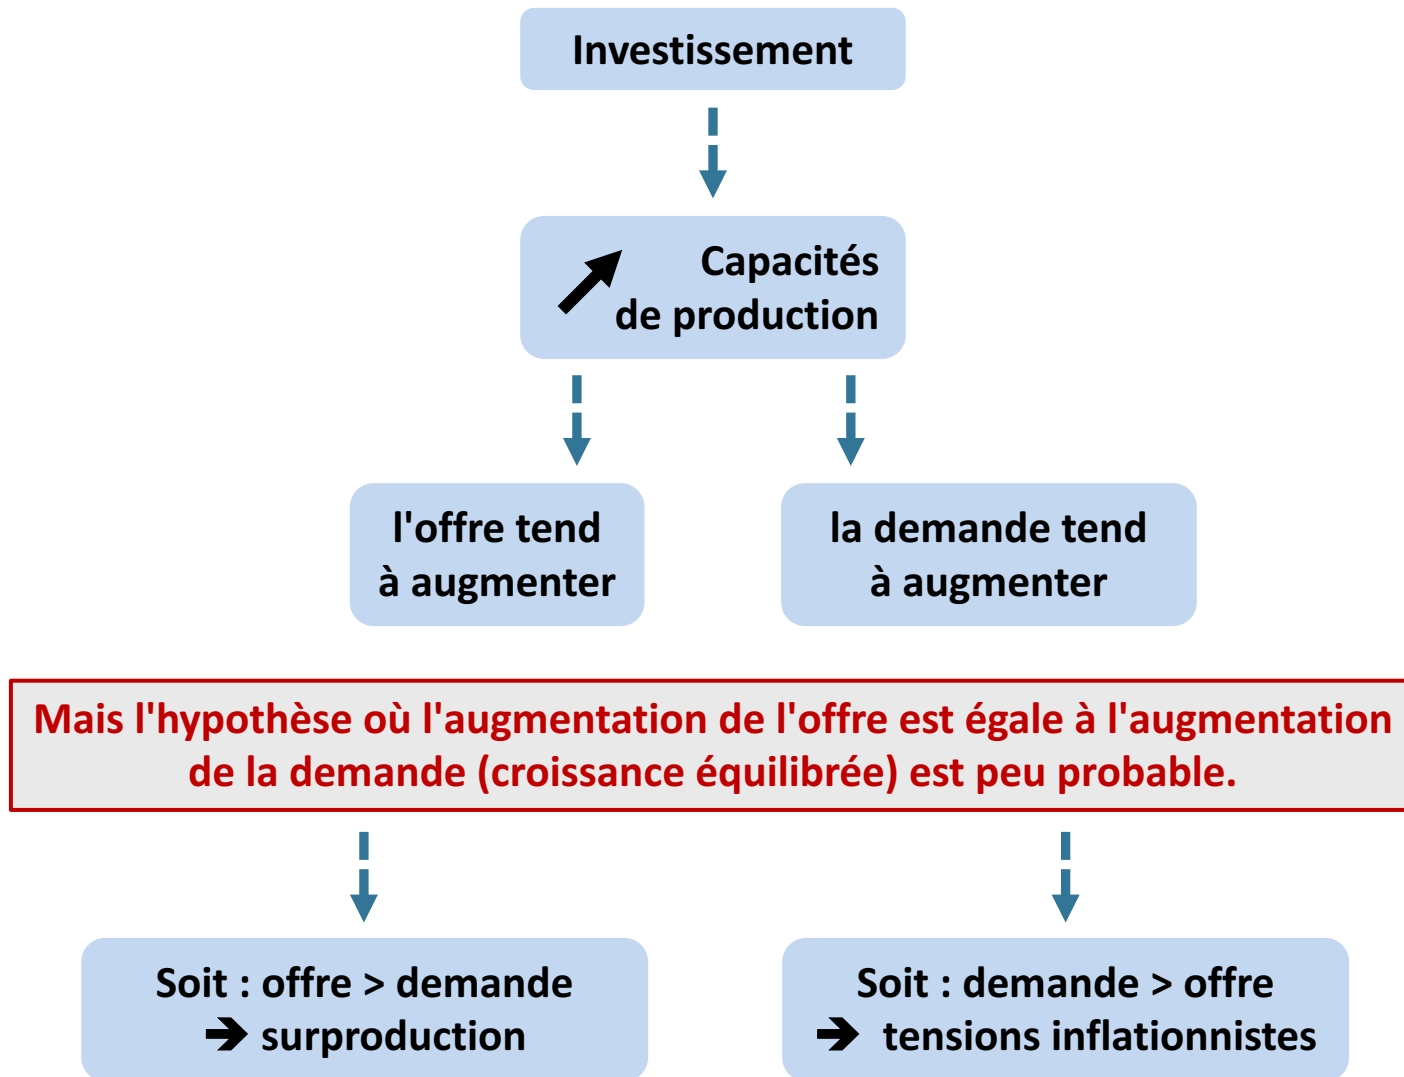 Investissement
Capacités
de production
l'offre tend
à augmenter
la demande tend
à augmenter
Mais l'hypothèse où l'augmentation de l'offre est égale à l'augmentation
de la demande (croissance équilibrée) est peu probable.
Soit : offre > demande
➔ surproduction
Soit : demande > offre
➔ tensions inflationnistes